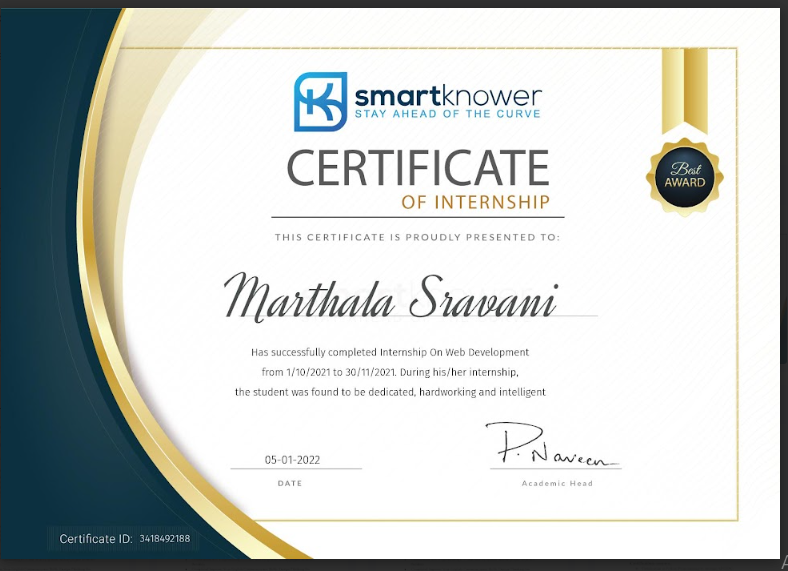 smartknower
STAY AHEAD OF THE CURVE
CERTIFICATE
OF INTERNSHIP
Best
AWARD
THIS CERTIFICATE IS PROUDLY PRESENTED TO:
Marthala Sravani
Has successfully completed Internship On Web Development
from 1/10/2021 to 30/11/2021. During his/her internship,
the student was found to be dedicated, hardworking and intelligent
05-01-2022
DATE
P. Naveen
Academic Head
Certificate ID: 3418492188